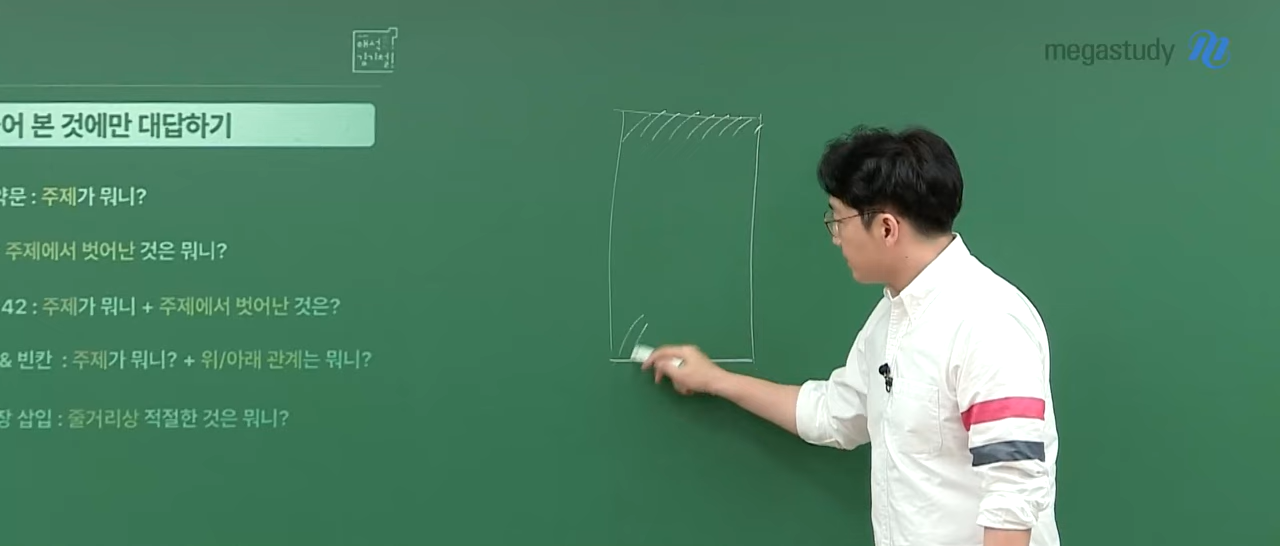 megastudy
어 본 것에만 대답하기
약문 : 주제가 뭐니?
주제에서 벗어난 것은 뭐니?
42 : 주제가 뭐니 + 주제에서 벗어난 것은?
& 빈칸 : 주제가 뭐니? + 위/아래 관계는 뭐니?
장 삽입 : 줄거리상 적절한 것은 뭐니?